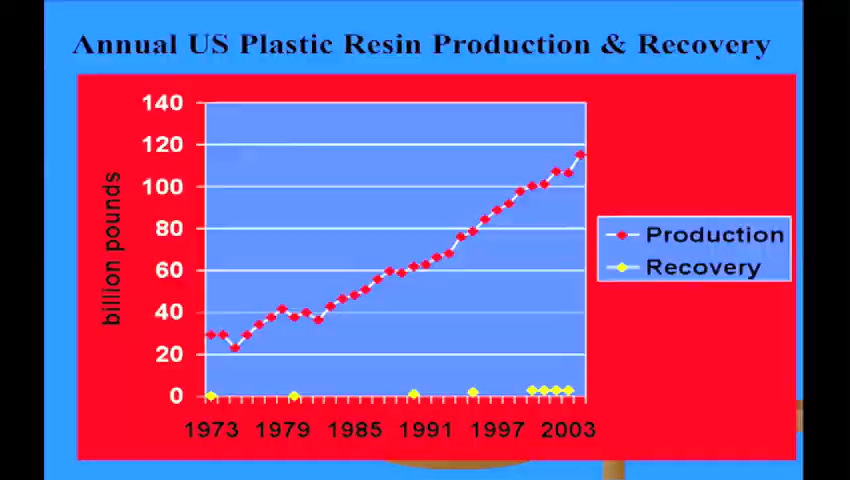 Annual US Plastic Resin Production & Recovery
140
120
100
80
60
40
20
0
billion pounds
1973 1979 1985 1991 1997 2003
Production
Recovery